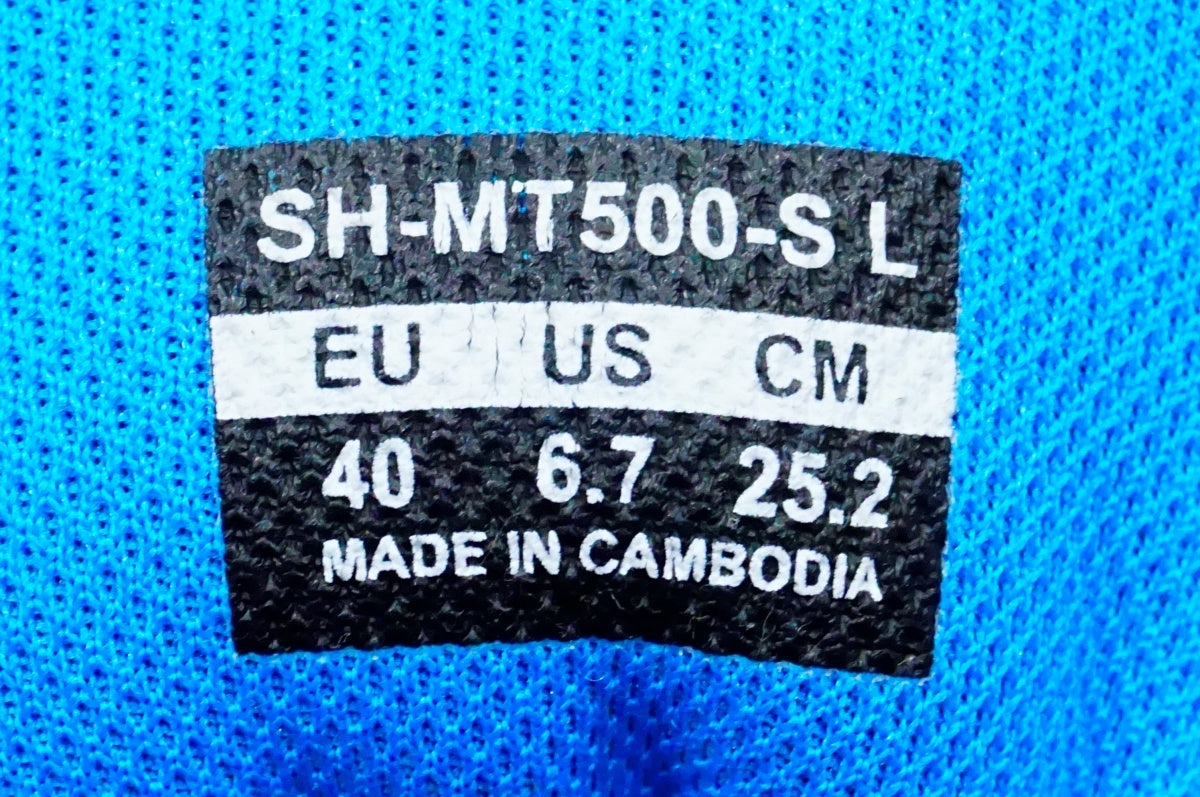 SH-MT500-S L
EU US CM
40 6.7 25.2
MADE IN CAMBODIA